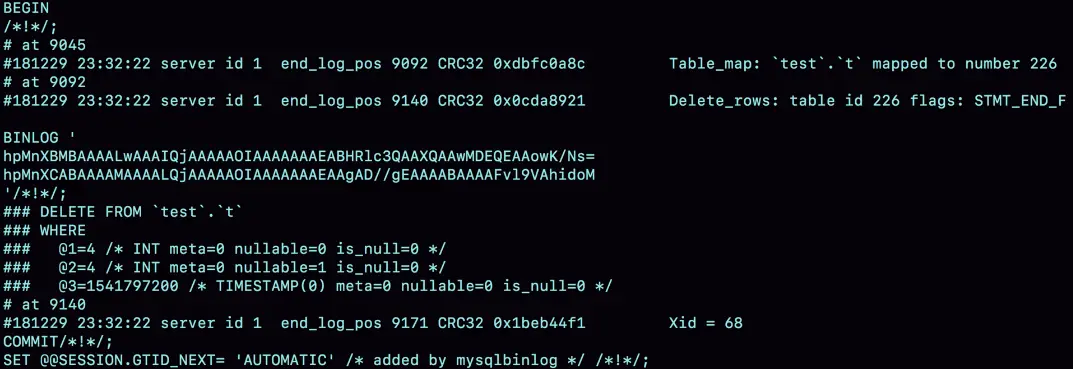 BEGIN
/*!*/;
# at 9045
#181229 23:32:22 server id 1  end_log_pos 9092 CRC32 0xdbfc0a8c         Table_map: `test`.`t` mapped to number 226
# at 9092
#181229 23:32:22 server id 1  end_log_pos 9140 CRC32 0x0cda8921         Delete_rows: table id 226 flags: STMT_END_F

BINLOG '
hpMnXBMBAAAALwAAAIQjAAAAAOIAAAAAAAEABHRlc3QAAXQAAwMDEQEAAowK/Ns=
hpMnXCABAAAAMAAAALQjAAAAAOIAAAAAAAEAAgAD//gEAAAABAAAAFvl9VAhidoM
'/*!*/;
### DELETE FROM `test`.`t`
### WHERE
###   @1=4 /* INT meta=0 nullable=0 is_null=0 */
###   @2=4 /* INT meta=0 nullable=1 is_null=0 */
###   @3=1541797200 /* TIMESTAMP(0) meta=0 nullable=0 is_null=0 */
# at 9140
#181229 23:32:22 server id 1  end_log_pos 9171 CRC32 0x1beb44f1         Xid = 68
COMMIT/*!*/;
SET @@SESSION.GTID_NEXT= 'AUTOMATIC' /* added by mysqlbinlog */ /*!*/;